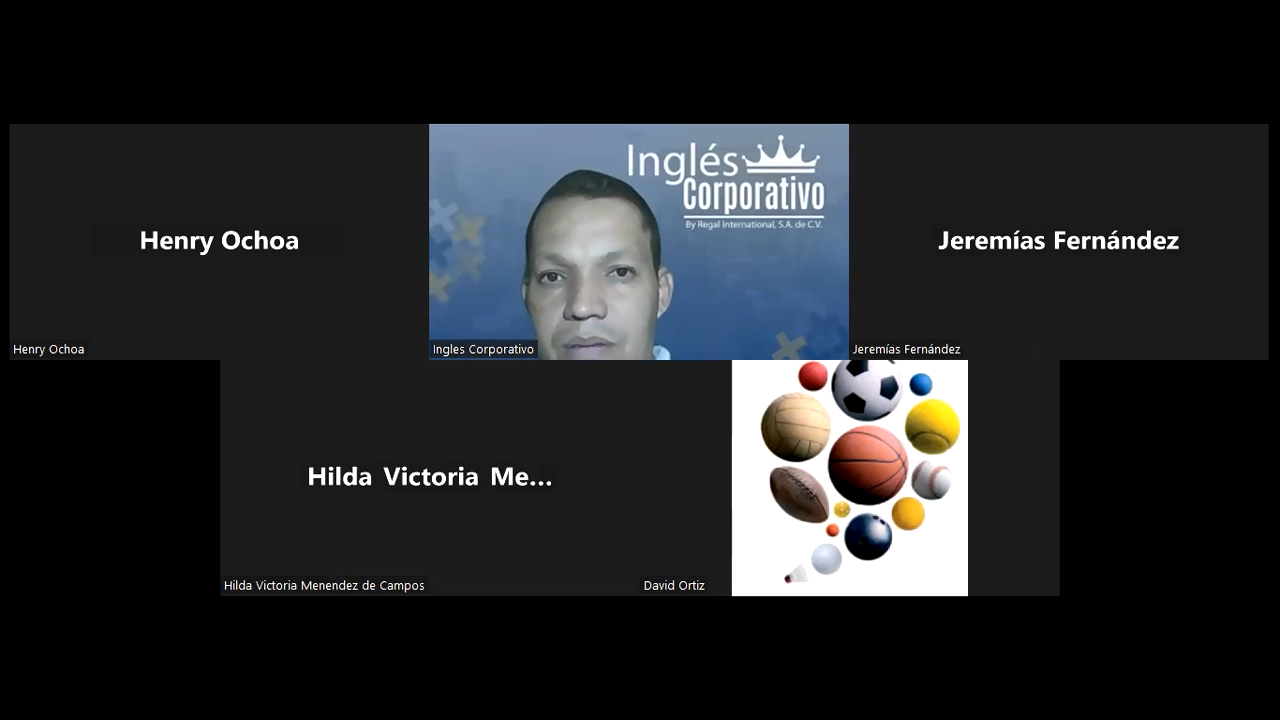 Henry Ochoa
Henry Ochoa
Inglés
Corporativo
By Regal International, S.A. de C.V.
Ingles Corporativo
Jeremías Fernández
Jeremías Fernández
Hilda Victoria Me...
Hilda Victoria Menendez de Campos
David Ortiz